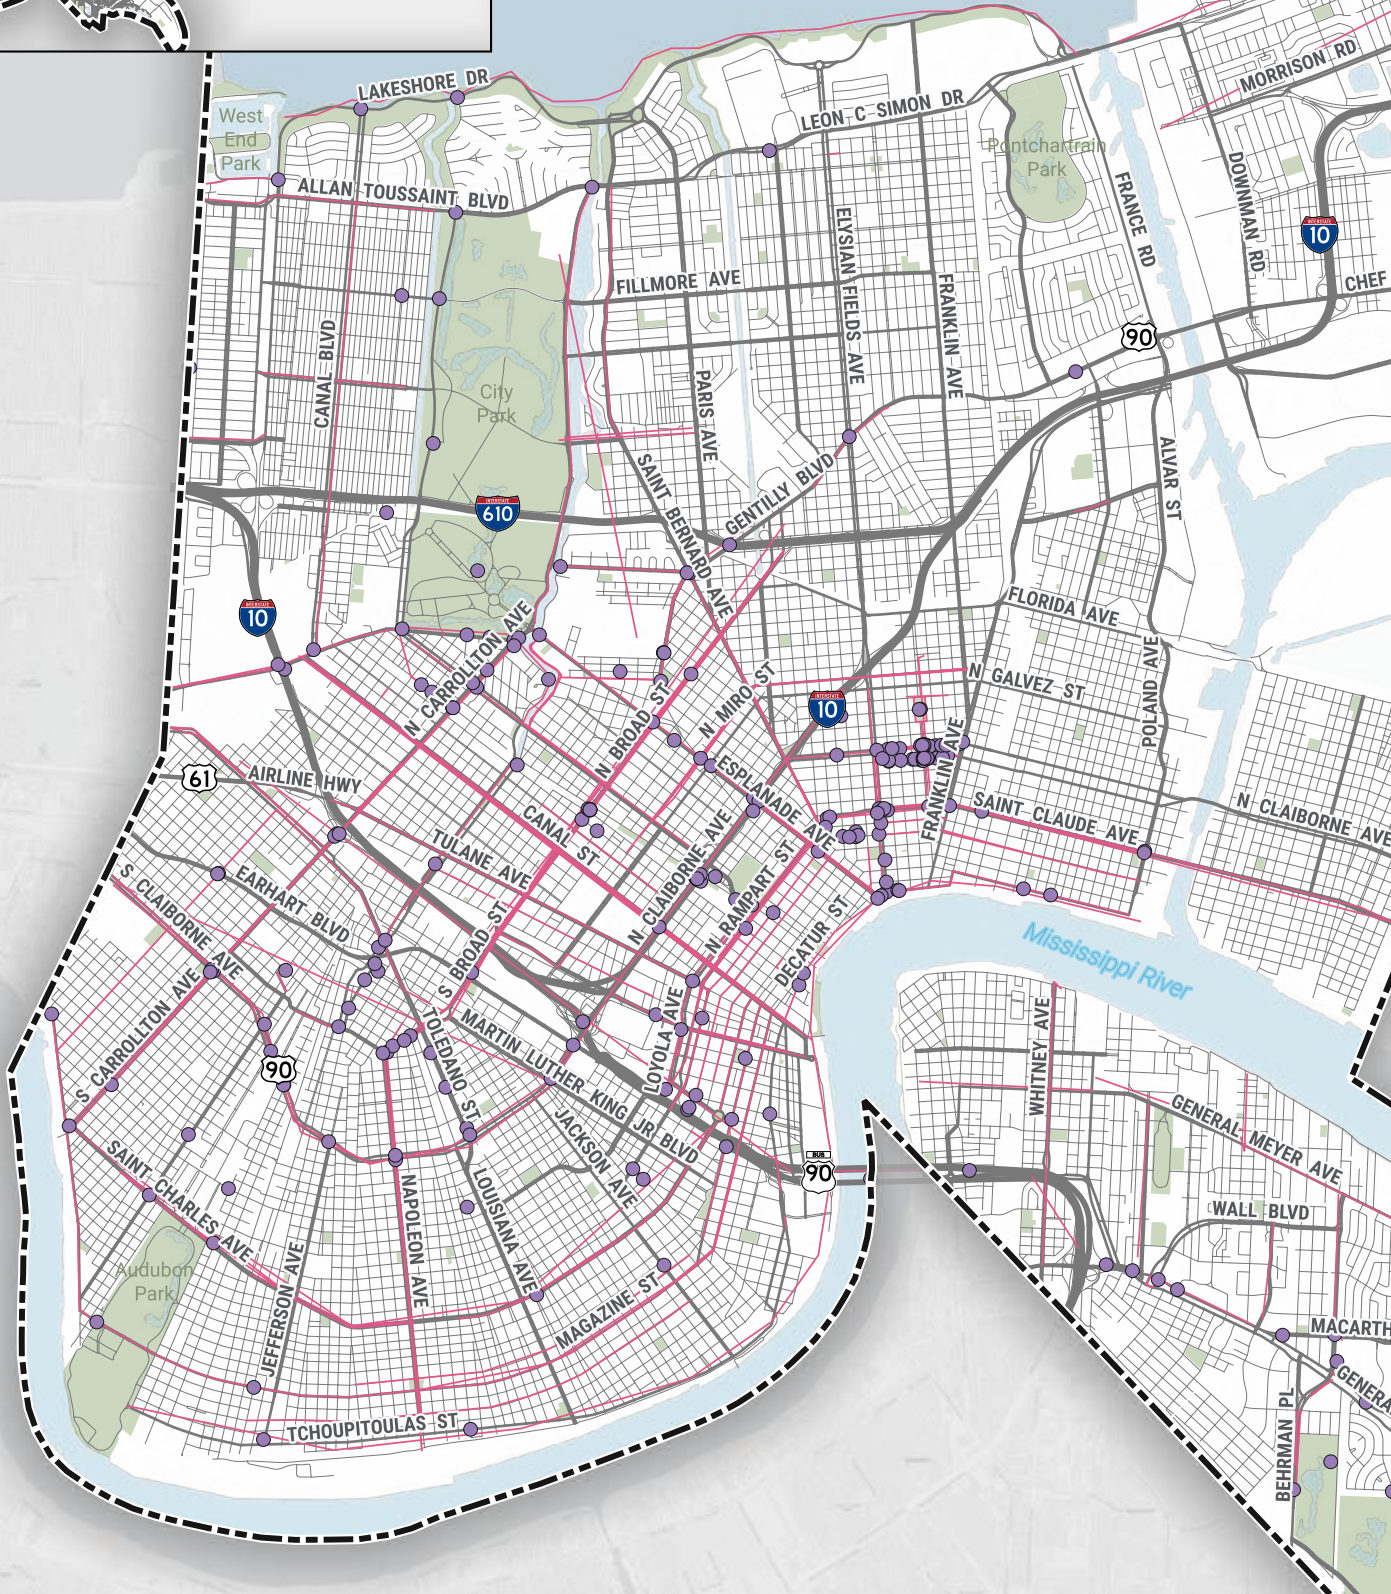 LAKESHORE DR
West
End
Park
ALLAN TOUSSAINT BLVD
LEON C SIMON DR
MORRISON RD
Pontchartrain
Park
FRANCE RD
DOWNMAN RD
INTERSTATE
10
CHEF
FILLMORE AVE
ELYSIAN FIELDS AVE
FRANKLIN AVE
90
CANAL BLVD
City
Park
PARIS AVE
SAINT BERNARD AVE
GENTILLY BLVD
ALVAR ST
INTERSTATE
610
INTERSTATE
10
FLORIDA AVE
N CARROLLTON AVE
N GALVEZ ST
POLAND AVE
N BROAD ST
N MIRO ST
INTERSTATE
10
61
AIRLINE HWY
ESPLANADE AVE
FRANKLIN AVE
SAINT CLAUDE AVE
N CLAIBORNE AVE
CANAL ST
TULANE AVE
N CLAIBORNE AVE
N RAMPART ST
DECATUR ST
S CLAIBORNE AVE
EARHART BLVD
S BROAD ST
Mississippi River
S CARROLLTON AVE
90
TOLEDANO ST
MARTIN LUTHER KING JR BLVD
LOYOLA AVE
WHITNEY AVE
GENERAL MEYER AVE
JACKSON AVE
BUS
90
SAINT CHARLES AVE
NAPOLEON AVE
LOUISIANA AVE
WALL BLVD
Audubon
Park
JEFFERSON AVE
MAGAZINE ST
MACARTH
GENERA
BEHRMAN PL
TCHOUPITOULAS ST